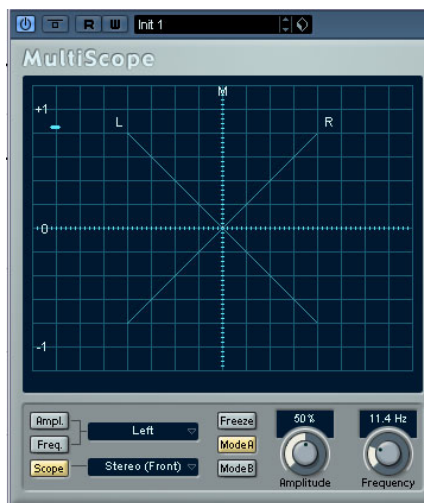 R W Init 1
MultiScope
M
+1
L R
+0
-1
Ampl. Left Freeze 50 % 11.4 Hz
Freq. Mode A
Scope Stereo (Front) Mode B
Amplitude Frequency